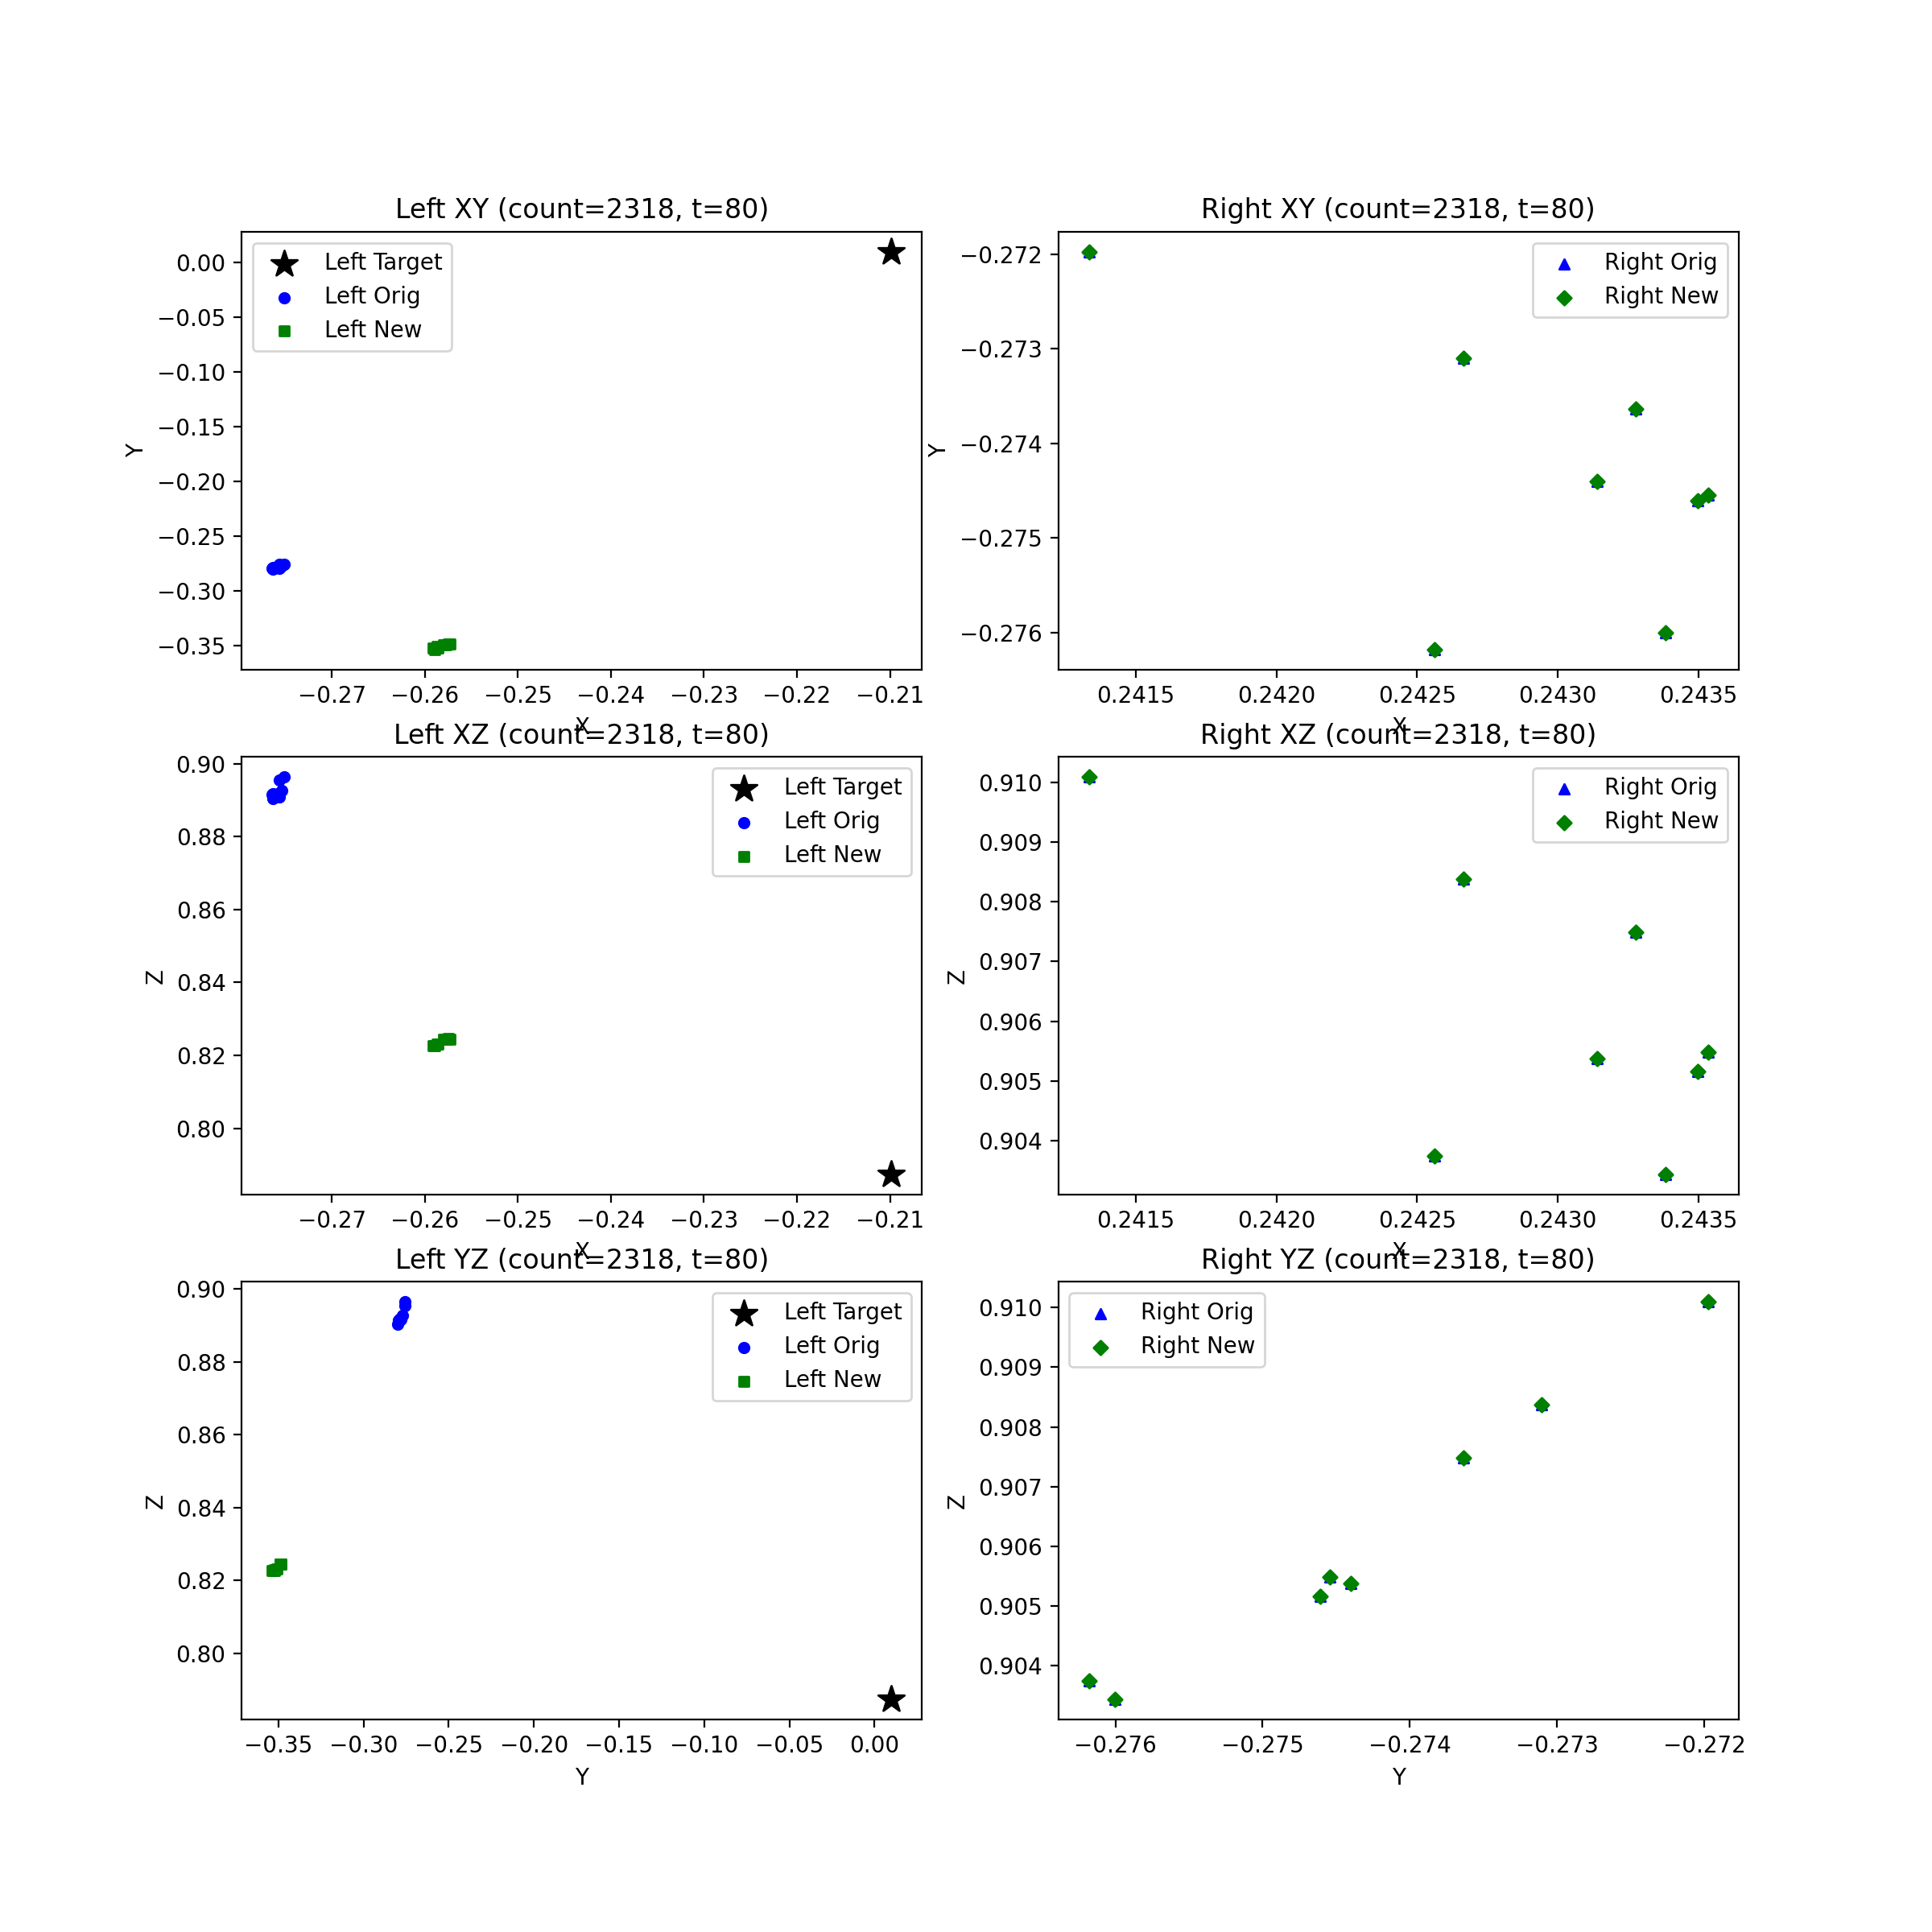 Left XY (count=2318, t=80)
Left Target
Left Orig
Left New
0.00
−0.05
−0.10
−0.15
−0.20
−0.25
−0.30
−0.35
Y
−0.27
−0.26
−0.25
−0.24
−0.23
−0.22
−0.21
X
Right XY (count=2318, t=80)
Right Orig
Right New
−0.272
−0.273
−0.274
−0.275
−0.276
Y
0.2415
0.2420
0.2425
0.2430
0.2435
X
Left XZ (count=2318, t=80)
Left Target
Left Orig
Left New
0.90
0.88
0.86
0.84
0.82
0.80
Z
−0.27
−0.26
−0.25
−0.24
−0.23
−0.22
−0.21
X
Right XZ (count=2318, t=80)
Right Orig
Right New
0.910
0.909
0.908
0.907
0.906
0.905
0.904
Z
0.2415
0.2420
0.2425
0.2430
0.2435
X
Left YZ (count=2318, t=80)
Left Target
Left Orig
Left New
0.90
0.88
0.86
0.84
0.82
0.80
Z
−0.35
−0.30
−0.25
−0.20
−0.15
−0.10
−0.05
0.00
Y
Right YZ (count=2318, t=80)
Right Orig
Right New
0.910
0.909
0.908
0.907
0.906
0.905
0.904
Z
−0.276
−0.275
−0.274
−0.273
−0.272
Y